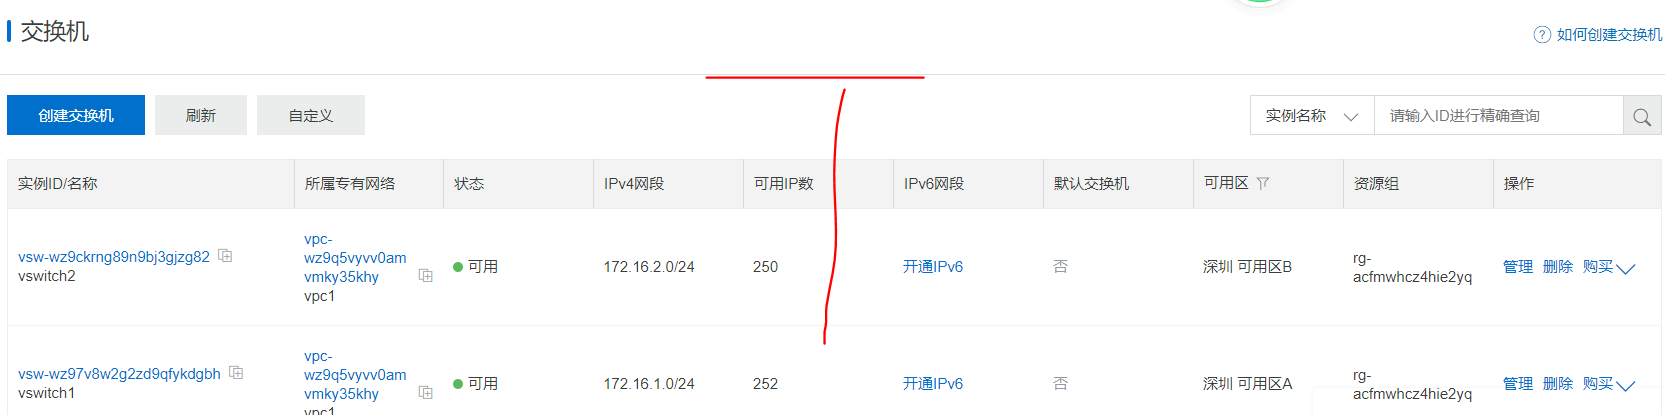 交换机
如何创建交换机
创建交换机 刷新 自定义 实例名称 请输入ID进行精确查询
实例ID/名称 所属专有网络 状态 IPv4网段 可用IP数 IPv6网段 默认交换机 可用区 资源组 操作
vsw-wz9ckrng89n9bj3gjzg82
vswitch2
vpc-
wz9q5vyvv0am
vmky35khy
vpc1
可用 172.16.2.0/24 250 开通IPv6 否 深圳 可用区B
rg-
acfmwhcz4hie2yq
管理 删除 购买
vsw-wz97v8w2g2zd9qfykdgbh
vswitch1
vpc-
wz9q5vyvv0am
vmky35khy
vpc1
可用 172.16.1.0/24 252 开通IPv6 否 深圳 可用区A
rg-
acfmwhcz4hie2yq
管理 删除 购买